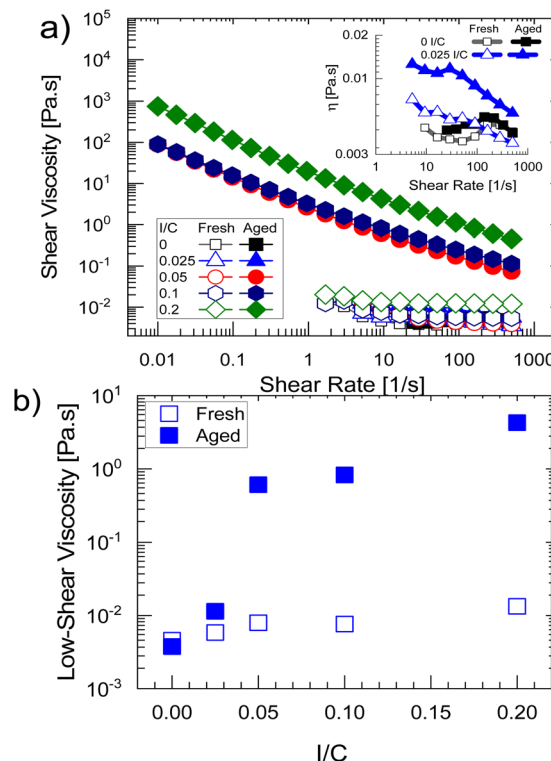 a)
Shear Viscosity [Pa.s]
10⁵
10⁴
10³
10²
10¹
10⁰
10⁻¹
10⁻²
0.01 0.1 1 10 100 1000
Shear Rate [1/s]
I/C Fresh Aged
0
0.025
0.05
0.1
0.2
Fresh Aged
0 I/C
0.025 I/C
η [Pa.s]
0.02
0.01
0.003
1 10 100 1000
Shear Rate [1/s]
b)
Low-Shear Viscosity [Pa.s]
10¹
10⁰
10⁻¹
10⁻²
10⁻³
Fresh
Aged
0.00 0.05 0.10 0.15 0.20
I/C